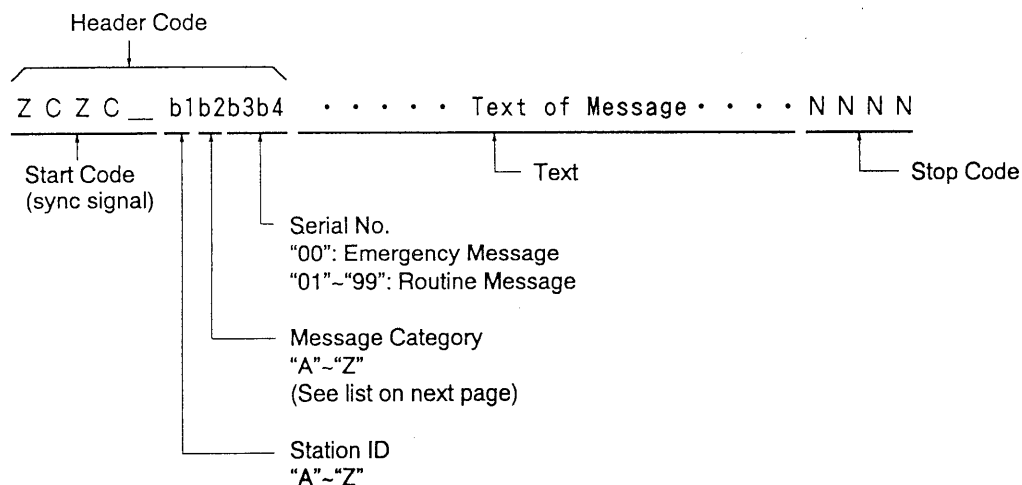 Header Code
Z C Z C _ b1b2b3b4 · · · · · Text of Message · · · · N N N N
Start Code
(sync signal)
Text
Stop Code
Serial No.
“00”: Emergency Message
“01”~“99”: Routine Message
Message Category
“A”~“Z”
(See list on next page)
Station ID
“A”~“Z”